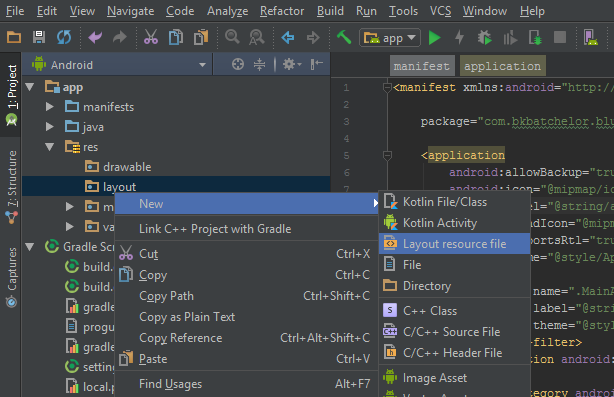 File Edit View Navigate Code Analyze Refactor Build Run Tools VCS Window Help
app
1: Project
7: Structure
Captures
Android
app
manifests
java
res
drawable
layout
Gradle
build.
build.
gradle
progu
gradle
settin
local.p
manifest application
1 <manifest xmlns:android="http://
2
3 package="com.bkbatchelor.blu
4
5 <application
6 android:allowBackup="tru
android:icon="@mipmap/ic
New
Link C++ Project with Gradle
Cut Ctrl+X
Copy Ctrl+C
Copy Path Ctrl+Shift+C
Copy as Plain Text
Copy Reference Ctrl+Alt+Shift+C
Paste Ctrl+V
Find Usages Alt+F7
Kotlin File/Class
Kotlin Activity
Layout resource file
File
Directory
C++ Class
C/C++ Source File
C/C++ Header File
Image Asset
el="@string/a
ndIcon="@mipm
ortsRtl="true
me="@style/Ap
name=".MainA
label="@stri
theme="@styl
-filter>
tion android:
tegory androi